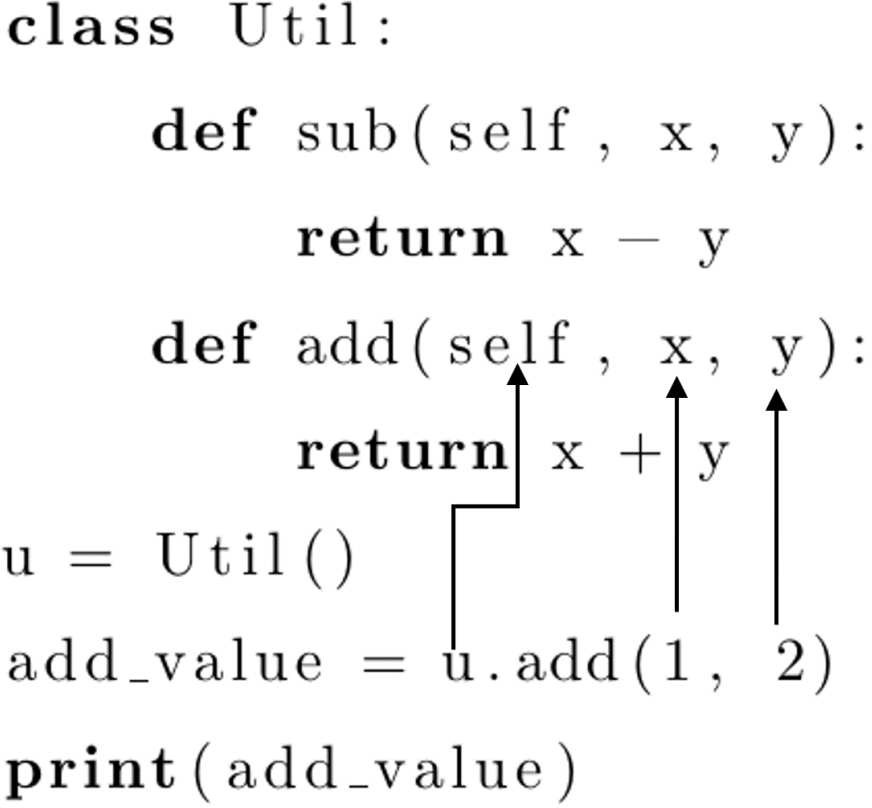 class Util:
def sub(self, x, y):
return x − y
def add(self, x, y):
return x + y
u = Util()
add_value = u.add(1, 2)
print(add_value)